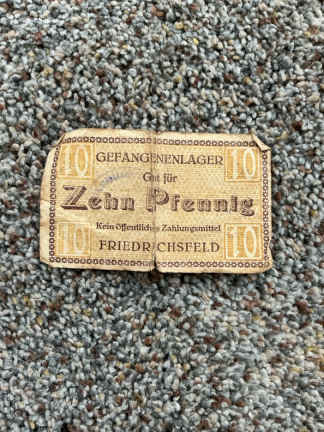 10 GEFANGENENLAGER 10
Gut für
Zehn Pfennig
Kein öffentliches Zahlungsmittel
10 FRIEDRICHSFELD 10